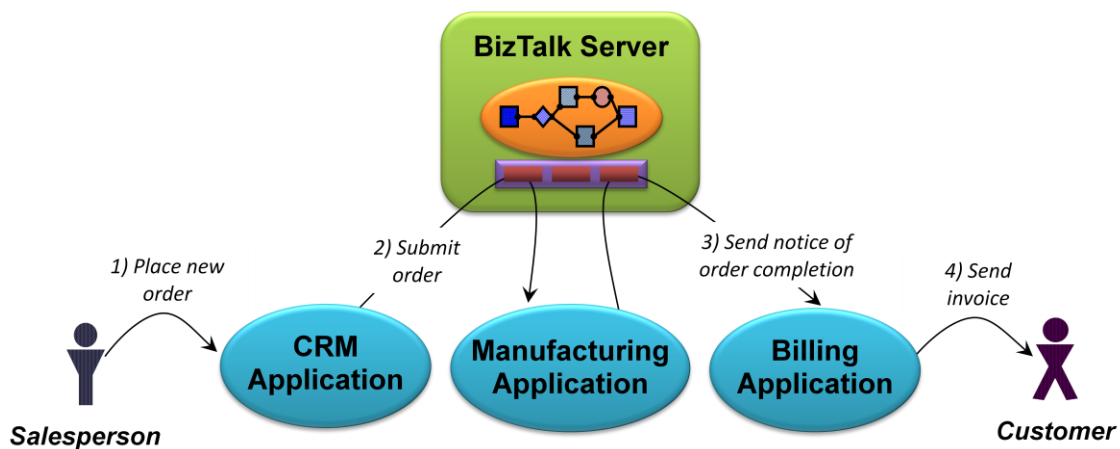 BizTalk Server
2) Submit
order
3) Send notice of
order completion
1) Place new
order
4) Send
invoice
CRM
Application
Manufacturing
Application
Billing
Application
Salesperson
Customer